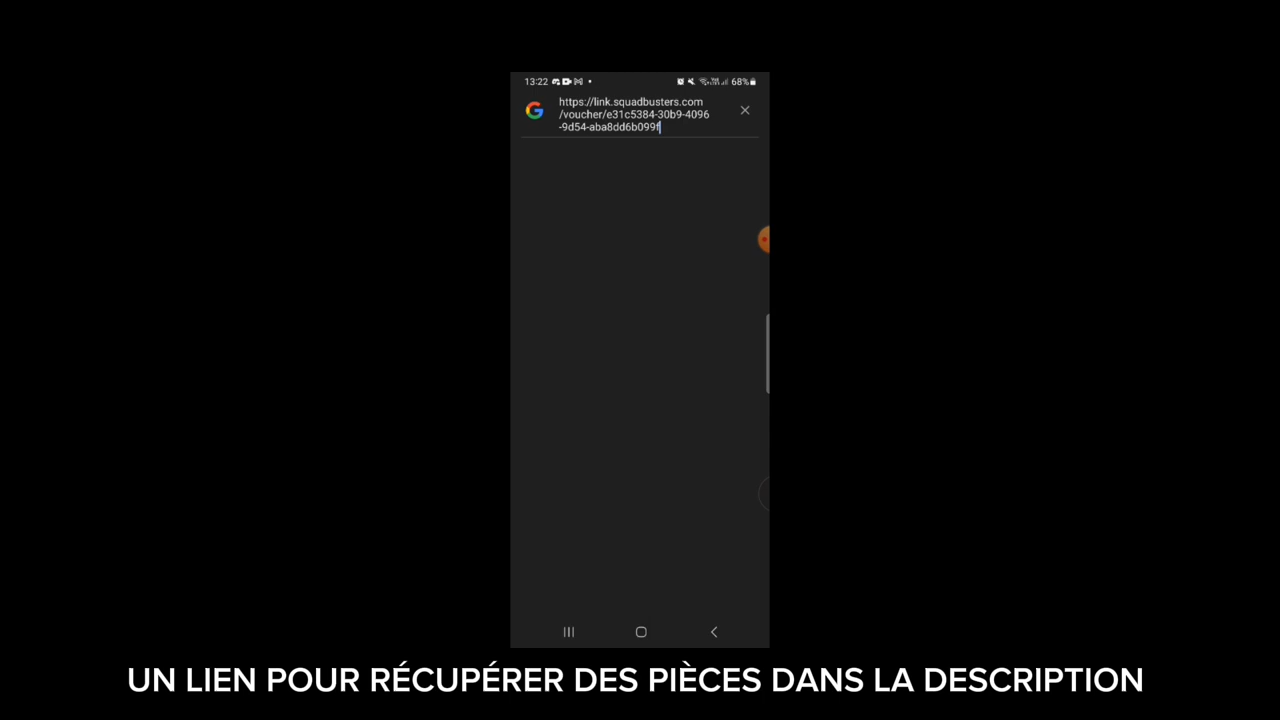 13:22
68%
https://link.squadbusters.com
/voucher/e31c5384-30b9-4096
-9d54-aba8dd6b099f
UN LIEN POUR RÉCUPÉRER DES PIÈCES DANS LA DESCRIPTION